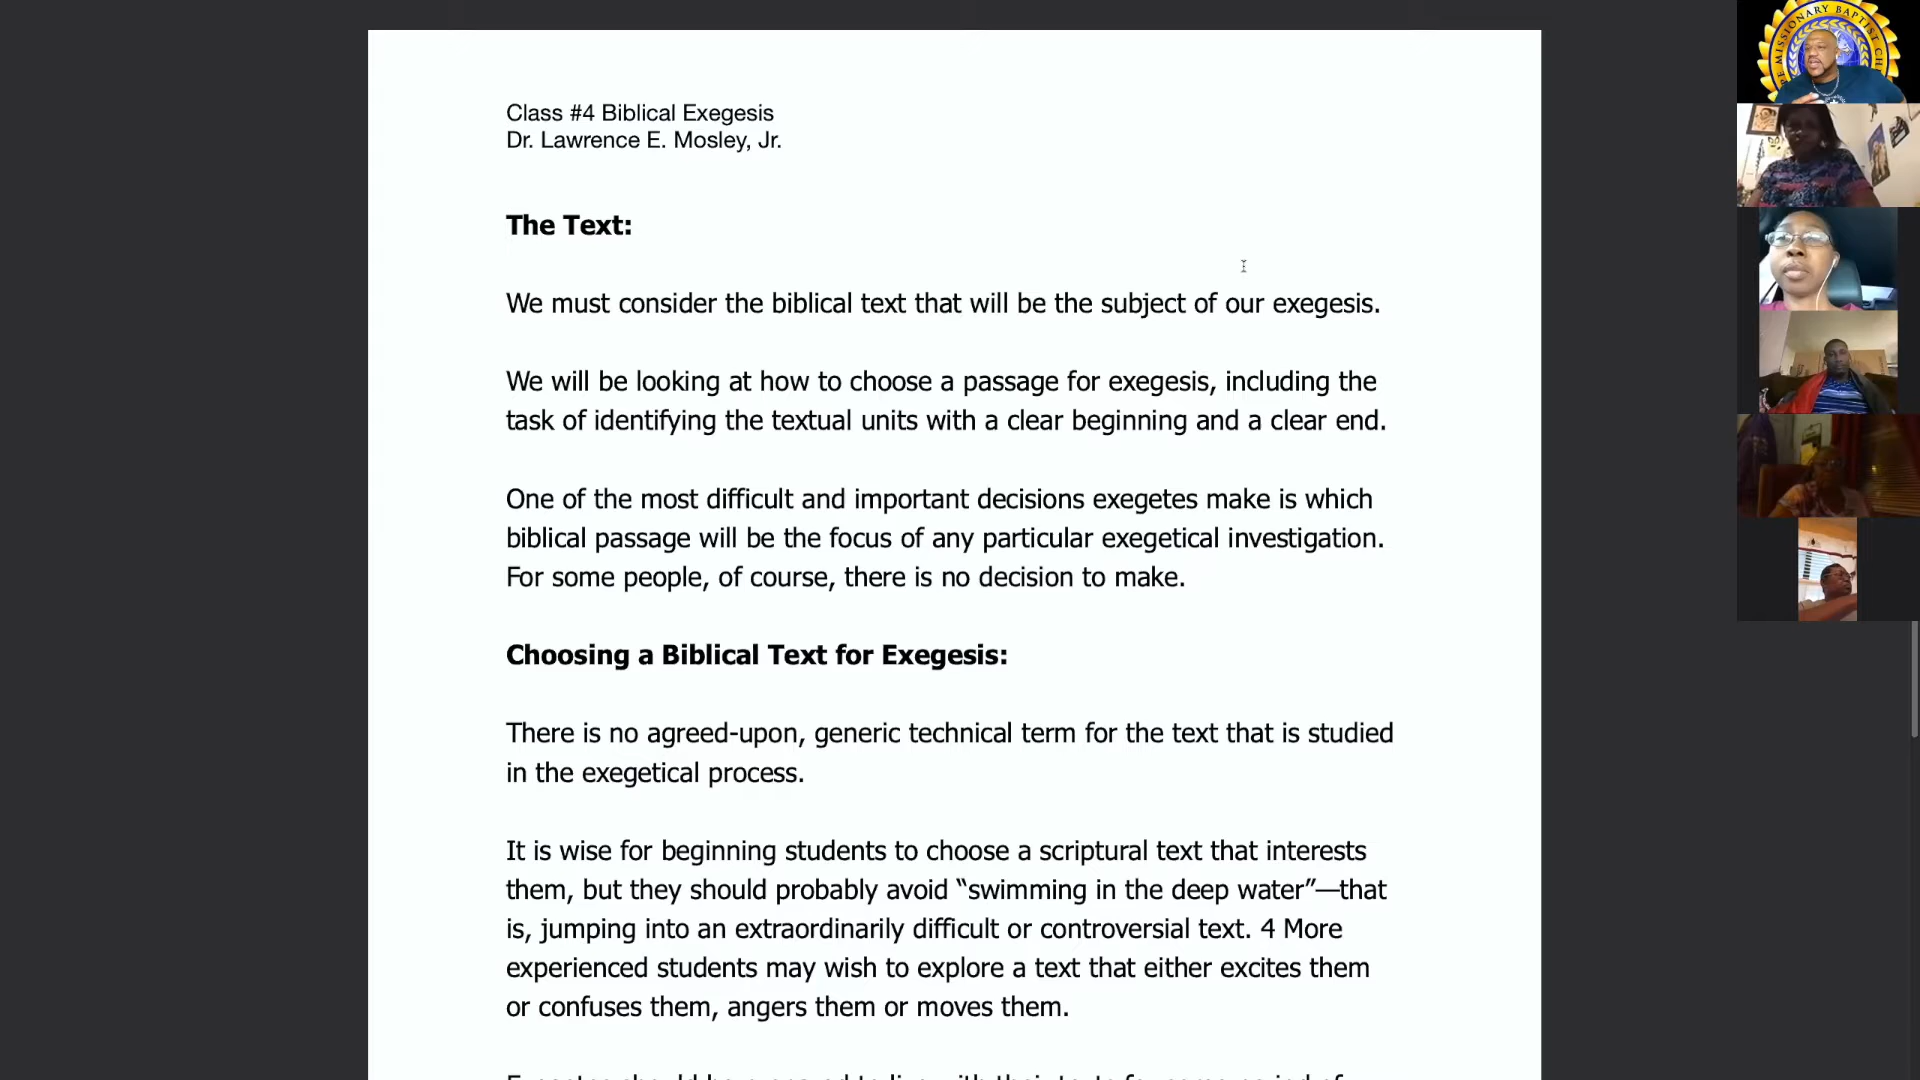 Class #4 Biblical Exegesis
Dr. Lawrence E. Mosley, Jr.
The Text:
We must consider the biblical text that will be the subject of our exegesis.
We will be looking at how to choose a passage for exegesis, including the
task of identifying the textual units with a clear beginning and a clear end.
One of the most difficult and important decisions exegetes make is which
biblical passage will be the focus of any particular exegetical investigation.
For some people, of course, there is no decision to make.
Choosing a Biblical Text for Exegesis:
There is no agreed-upon, generic technical term for the text that is studied
in the exegetical process.
It is wise for beginning students to choose a scriptural text that interests
them, but they should probably avoid “swimming in the deep water”—that
is, jumping into an extraordinarily difficult or controversial text. 4 More
experienced students may wish to explore a text that either excites them
or confuses them, angers them or moves them.
MISSIONARY BAPTIST